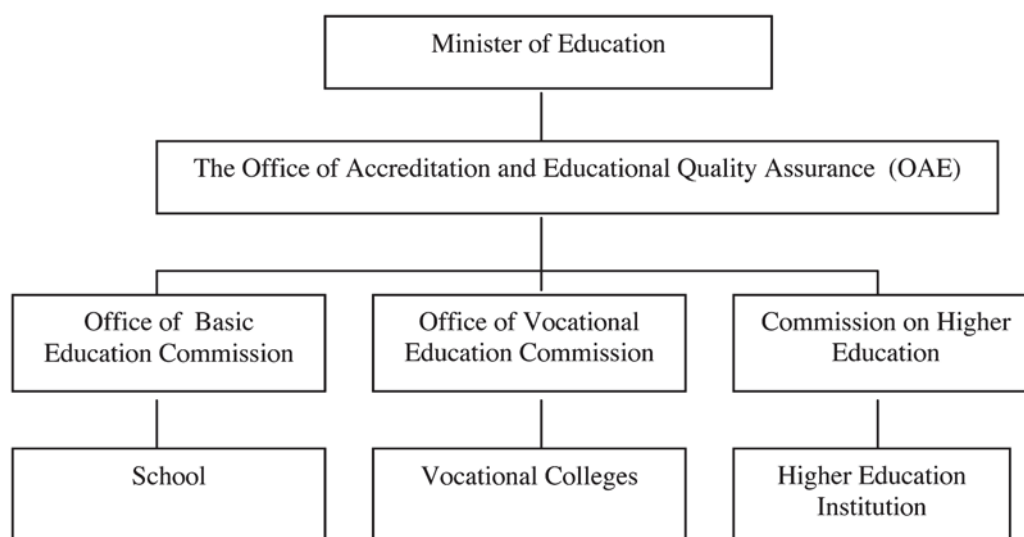 Minister of Education
The Office of Accreditation and Educational Quality Assurance (OAE)
Office of Basic
Education Commission
Office of Vocational
Education Commission
Commission on Higher
Education
School
Vocational Colleges
Higher Education
Institution